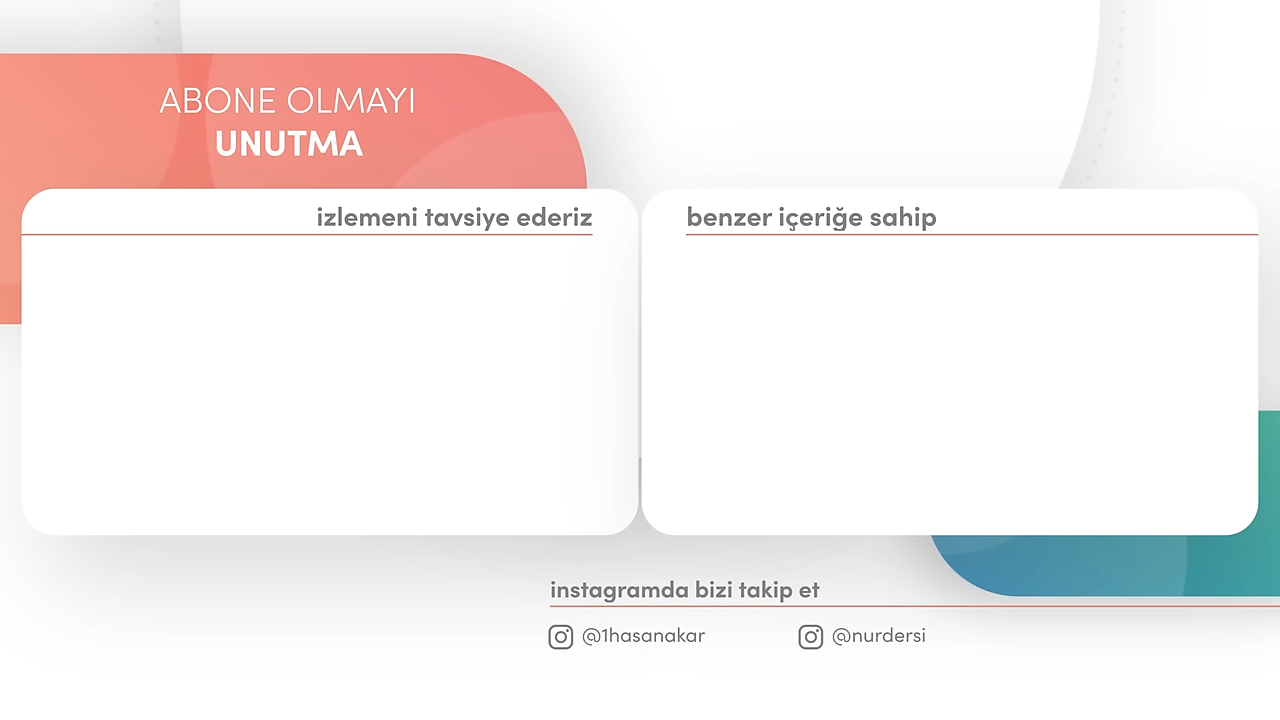 ABONE OLMAYI
UNUTMA
izlemeni tavsiye ederiz
benzer içeriğe sahip
instagramda bizi takip et
@1hasanakar
@nurdersi